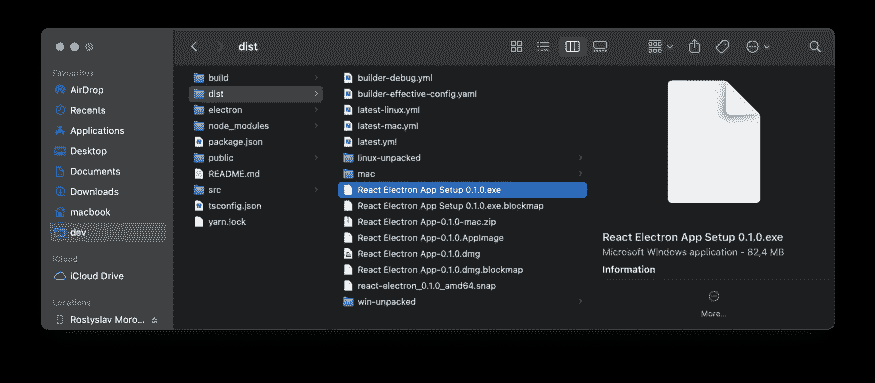 dist
Favourites
AirDrop
Recents
Applications
Desktop
Documents
Downloads
macbook
dev
iCloud
iCloud Drive
Locations
Rostyslav Moro...
build
dist
electron
node_modules
package.json
public
README.md
src
tsconfig.json
yarn.lock
builder-debug.yml
builder-effective-config.yaml
latest-linux.yml
latest-mac.yml
latest.yml
linux-unpacked
mac
React Electron App Setup 0.1.0.exe
React Electron App Setup 0.1.0.exe.blockmap
React Electron App-0.1.0-mac.zip
React Electron App-0.1.0.AppImage
React Electron App-0.1.0.dmg
React Electron App-0.1.0.dmg.blockmap
react-electron_0.1.0_amd64.snap
win-unpacked
React Electron App Setup 0.1.0.exe
Microsoft Windows application - 82,4 MB
Information
More...